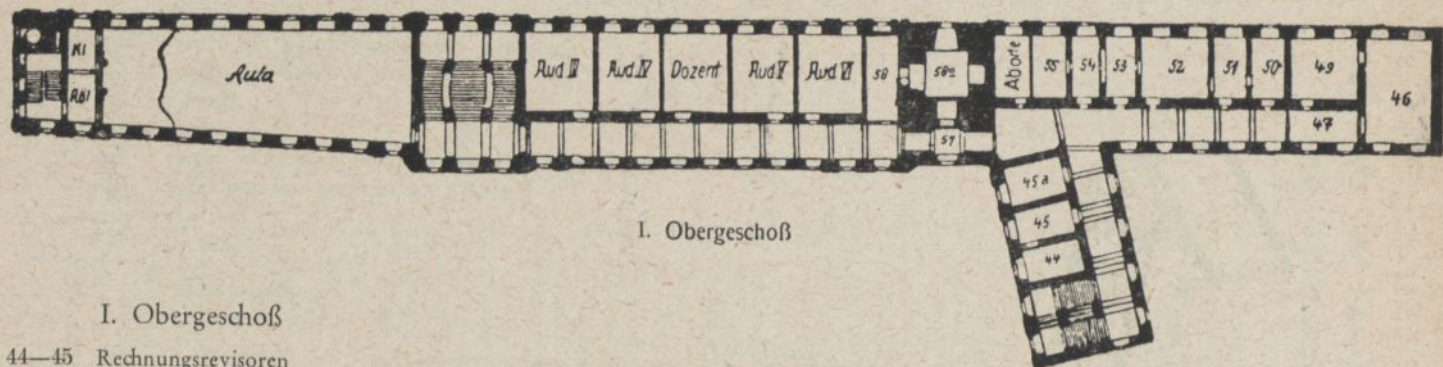 Kl
Abl
Aula
Aud III
Aud IV
Dozent
Aud V
Aud VI
58
58a
57
Aborte
55
54
53
52
51
50
49
47
46
45a
45
44
I. Obergeschoß
I. Obergeschoß
44—45 Rechnungsrevisoren